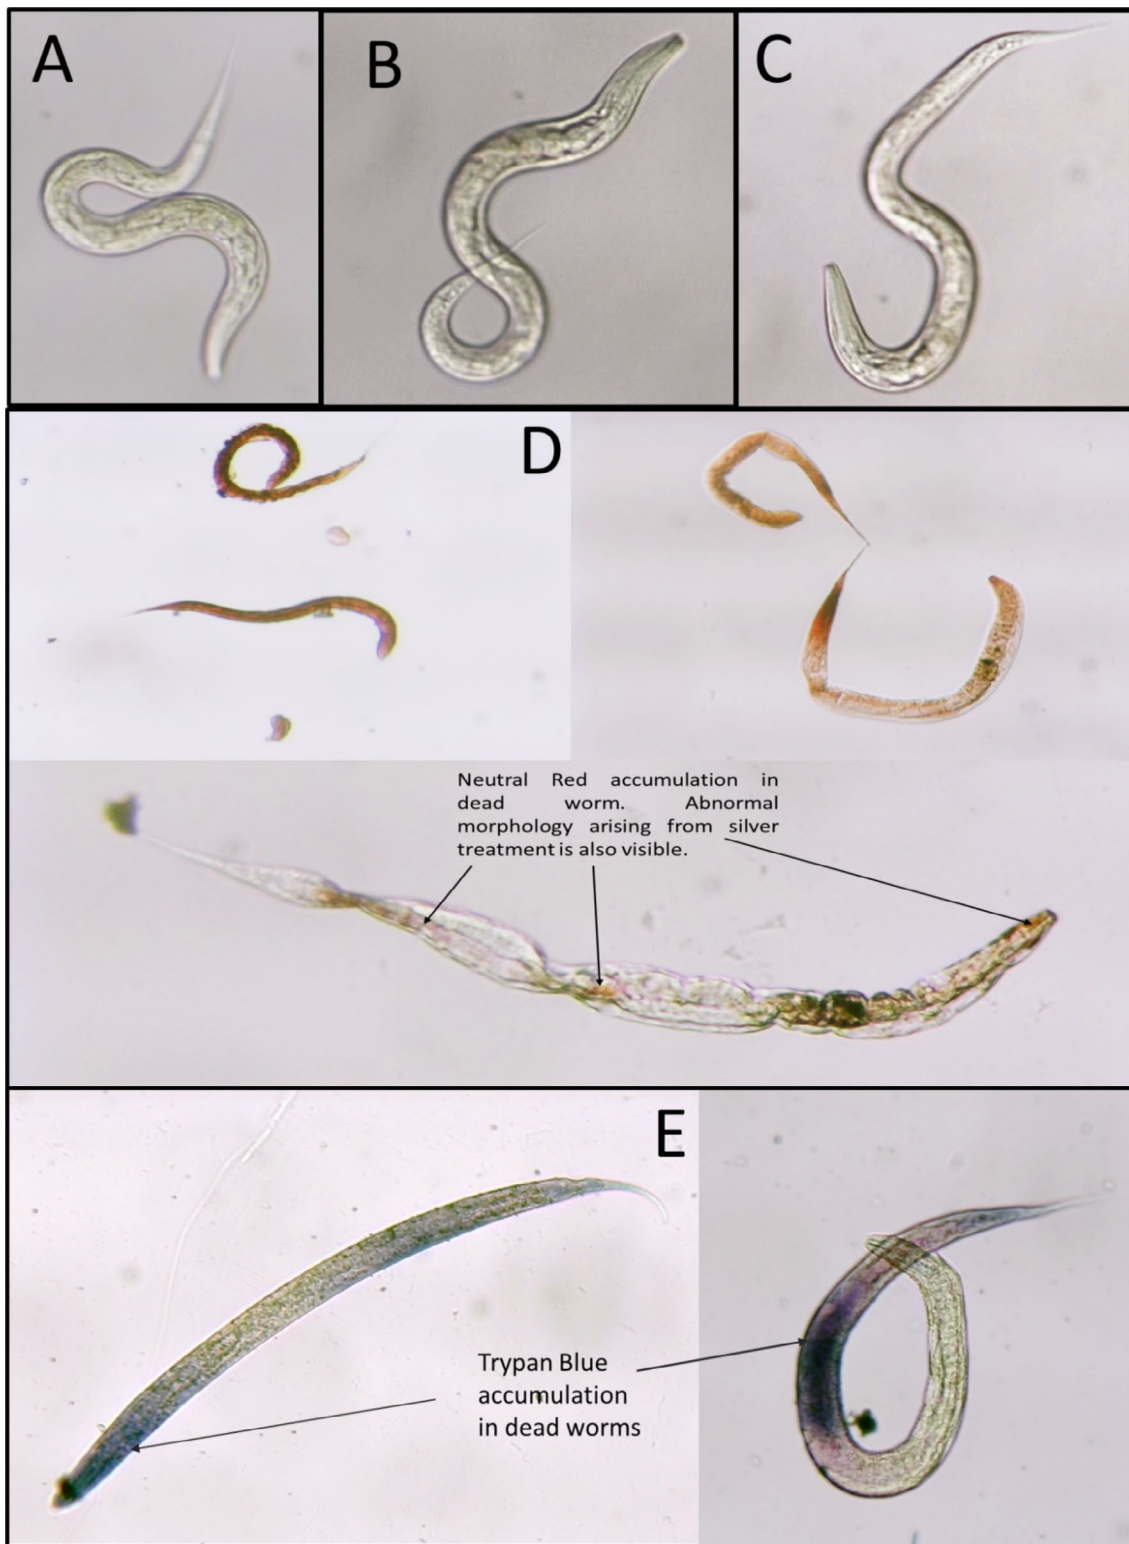 A
B
C
D
Neutral Red accumulation in
dead worm. Abnormal
morphology arising from silver
treatment is also visible.
E
Trypan Blue
accumulation
in dead worms